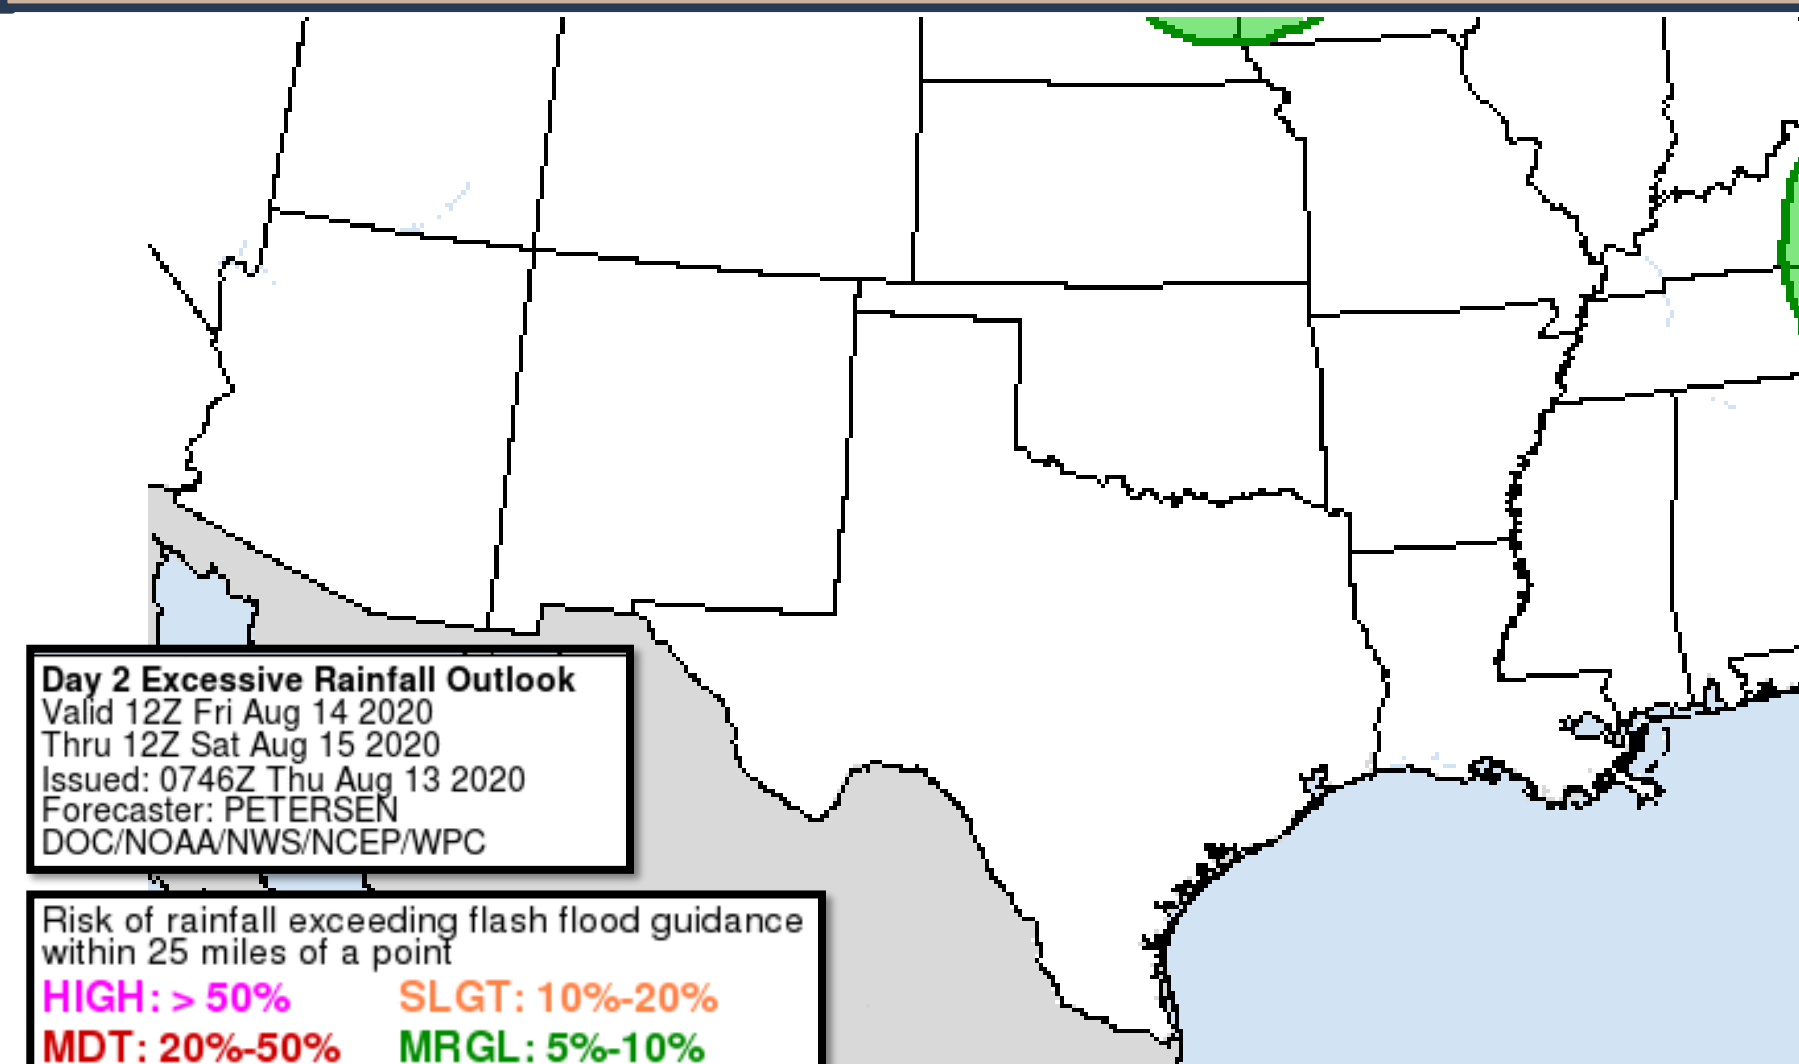 Day 2 Excessive Rainfall Outlook
Valid 12Z Fri Aug 14 2020
Thru 12Z Sat Aug 15 2020
Issued: 0746Z Thu Aug 13 2020
Forecaster: PETERSEN
DOC/NOAA/NWS/NCEP/WPC
Risk of rainfall exceeding flash flood guidance
within 25 miles of a point
HIGH: > 50% SLGT: 10%-20%
MDT: 20%-50% MRGL: 5%-10%